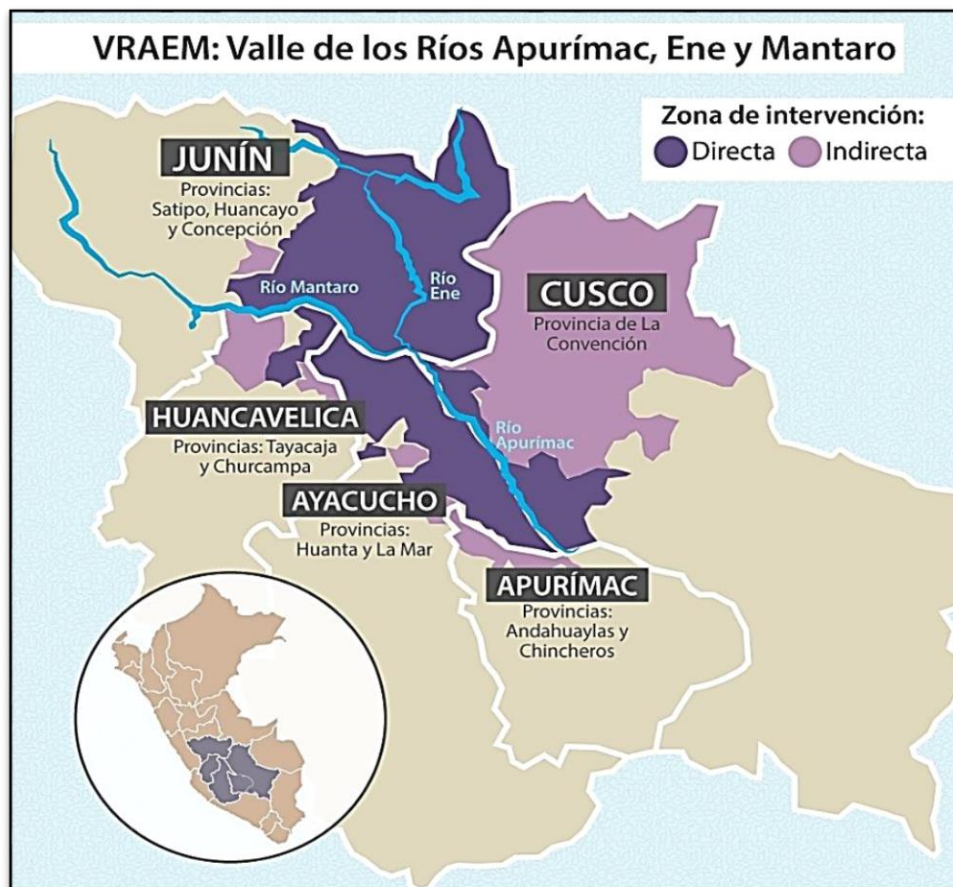 VRAEM: Valle de los Ríos Apurímac, Ene y Mantaro
Zona de intervención:
Directa
Indirecta
JUNÍN
Provincias:
Satipo, Huancayo
y Concepción
Río Mantaro
Río
Ene
CUSCO
Provincia de La
Convención
HUANCAVELICA
Provincias: Tayacaja
y Churcampa
Río
Apurímac
AYACUCHO
Provincias:
Huanta y La Mar
APURÍMAC
Provincias:
Andahuaylas y
Chincheros